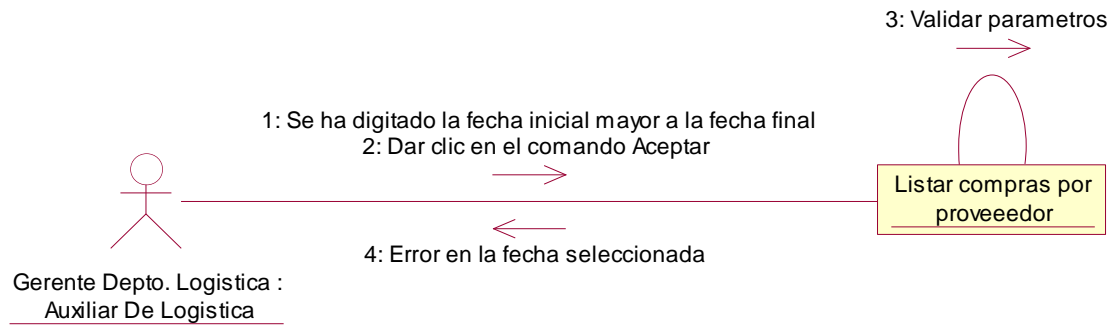 3: Validar parametros
1: Se ha digitado la fecha inicial mayor a la fecha final
2: Dar clic en el comando Aceptar
Listar compras por
proveeedor
4: Error en la fecha seleccionada
Gerente Depto. Logistica :
Auxiliar De Logistica